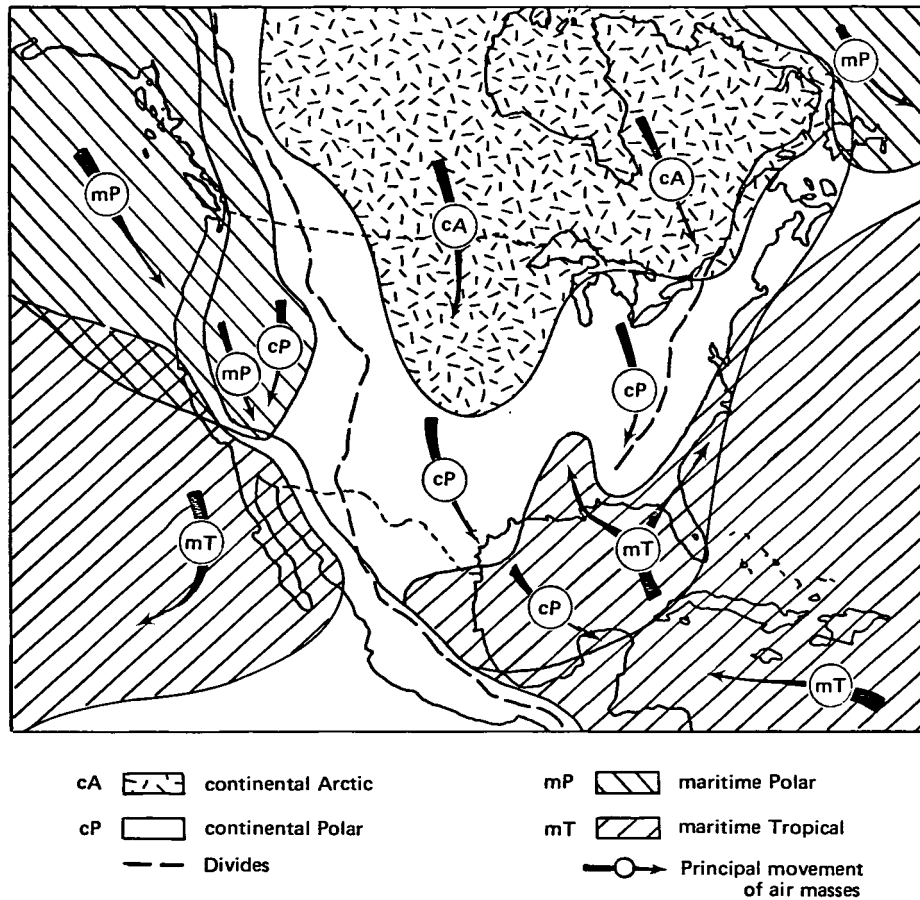 mP
mP
cA
cA
mP
cP
cP
cP
mT
mT
cP
mT
cA continental Arctic
cP continental Polar
Divides
mP maritime Polar
mT maritime Tropical
Principal movement
of air masses